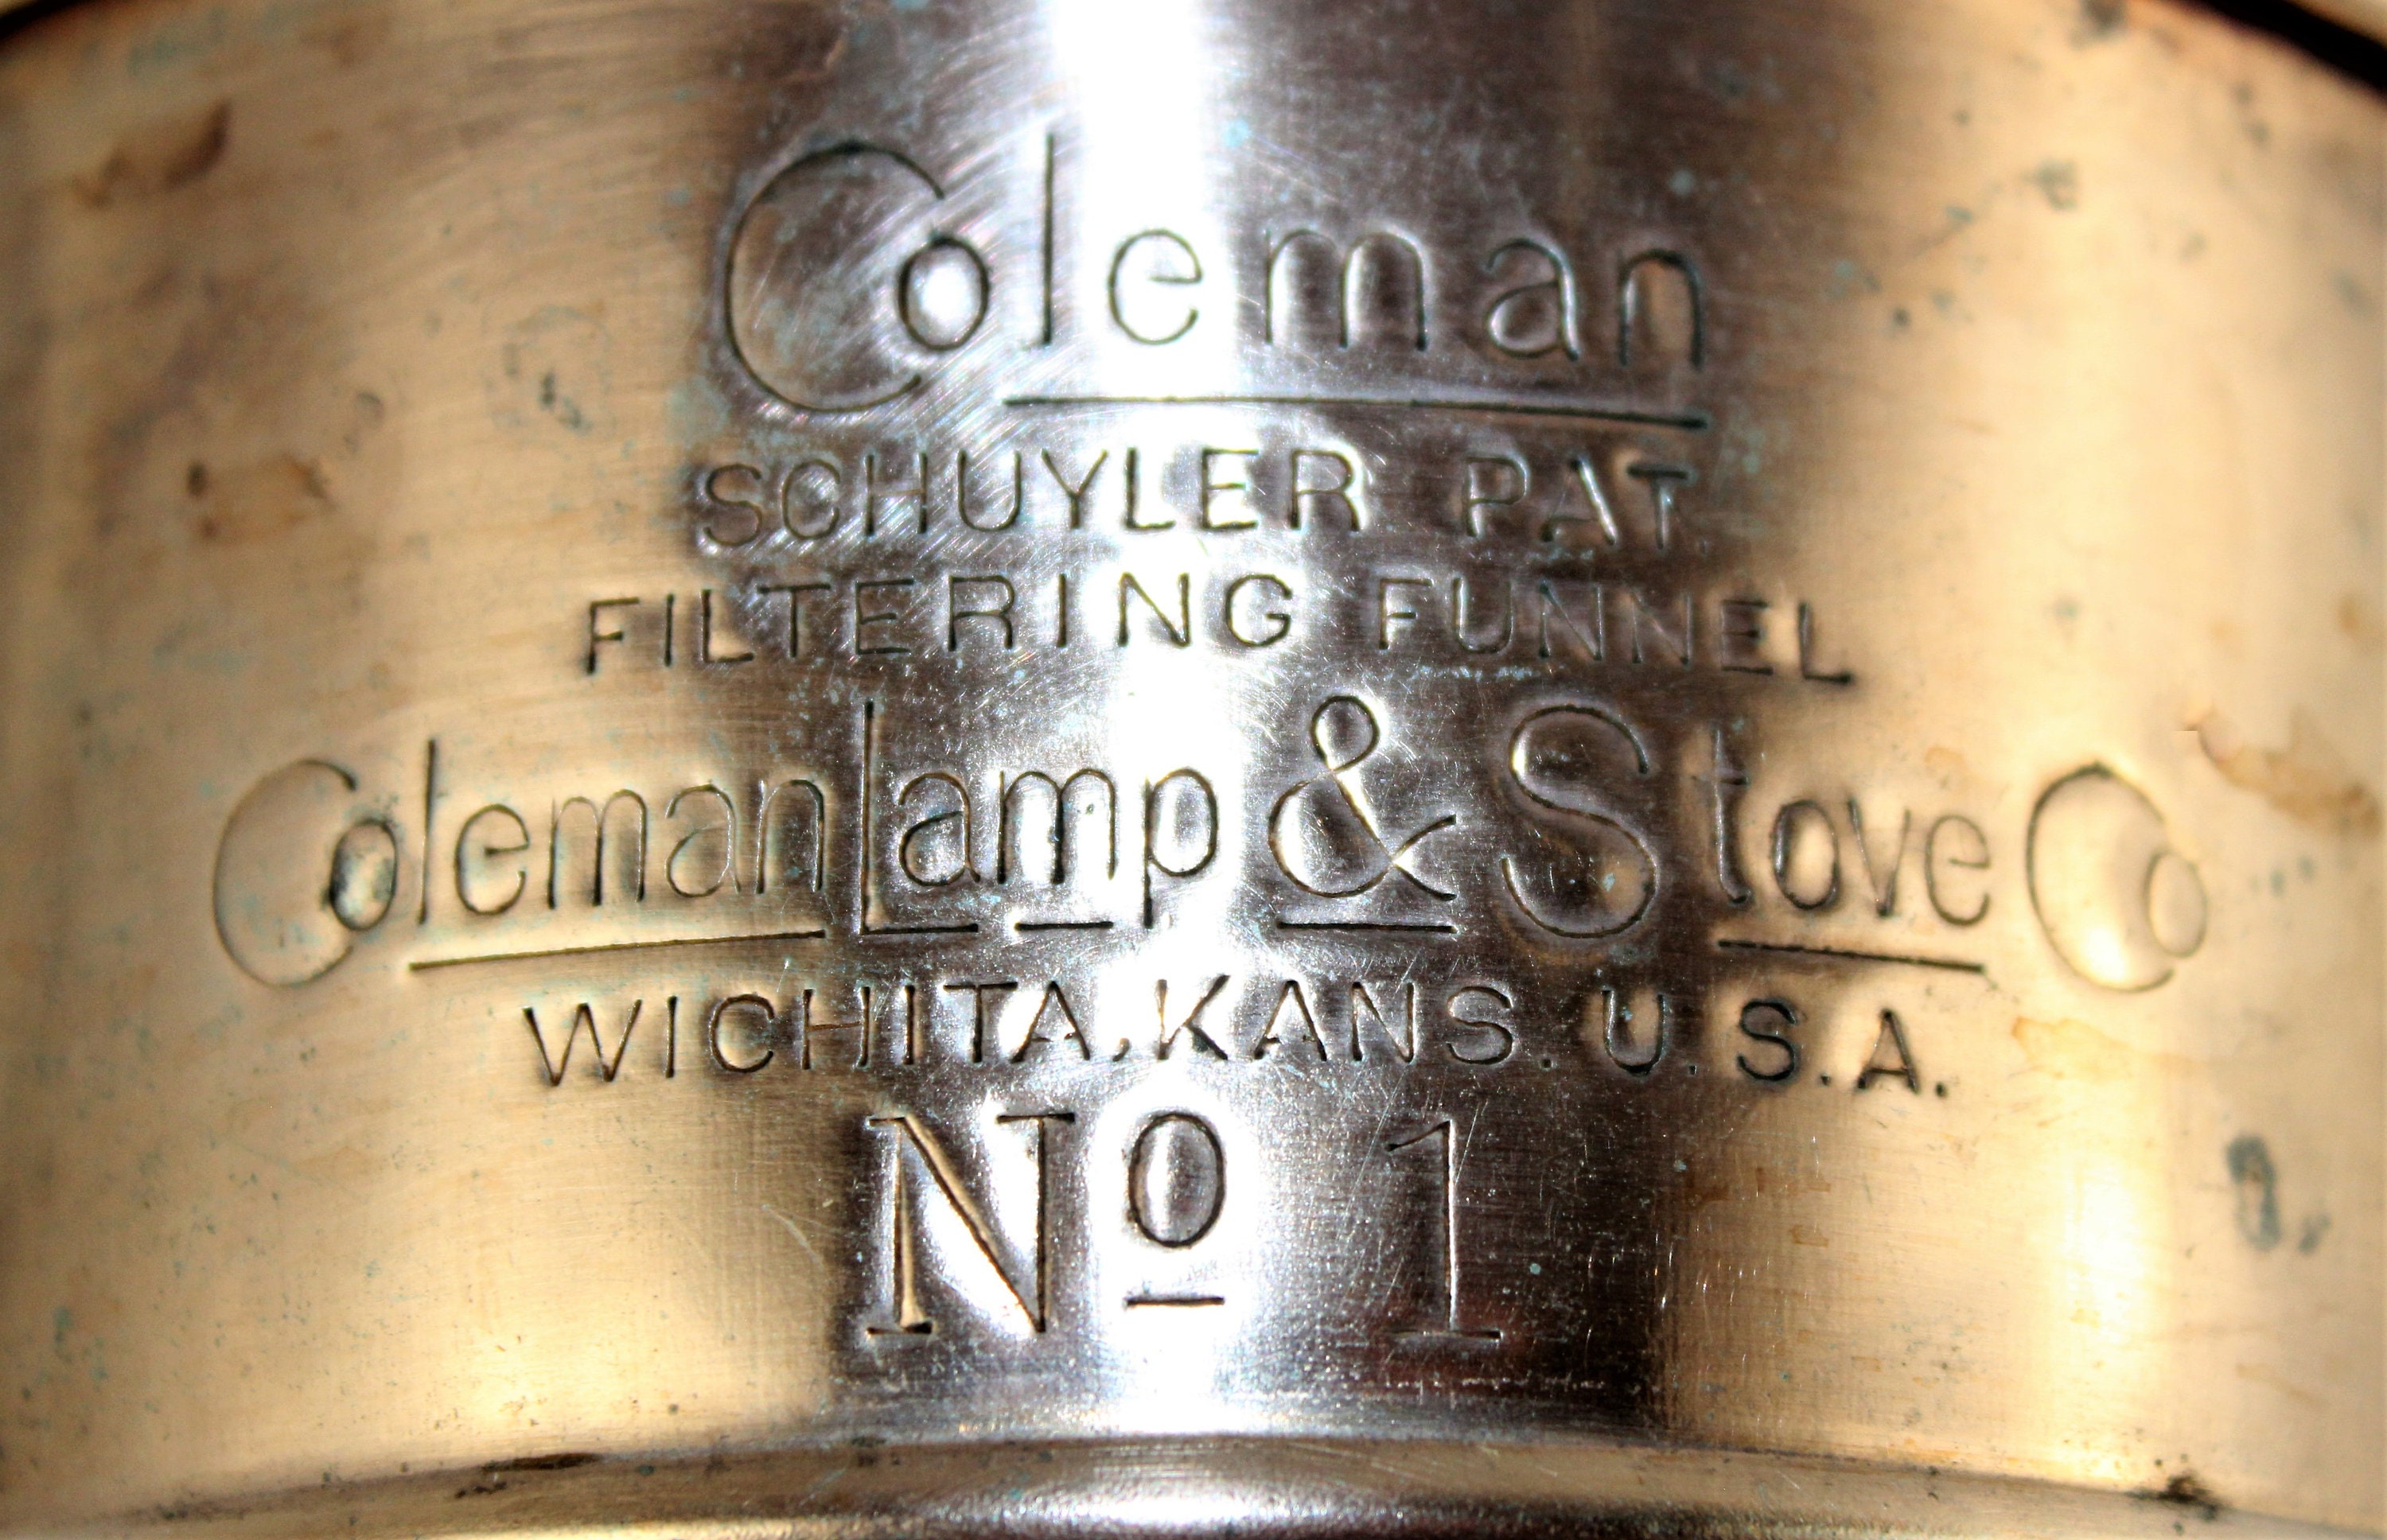 Coleman
SCHUYLER PAT.
FILTERING FUNNEL
Coleman Lamp & Stove Co
WICHITA, KANS. U.S.A.
Nº 1